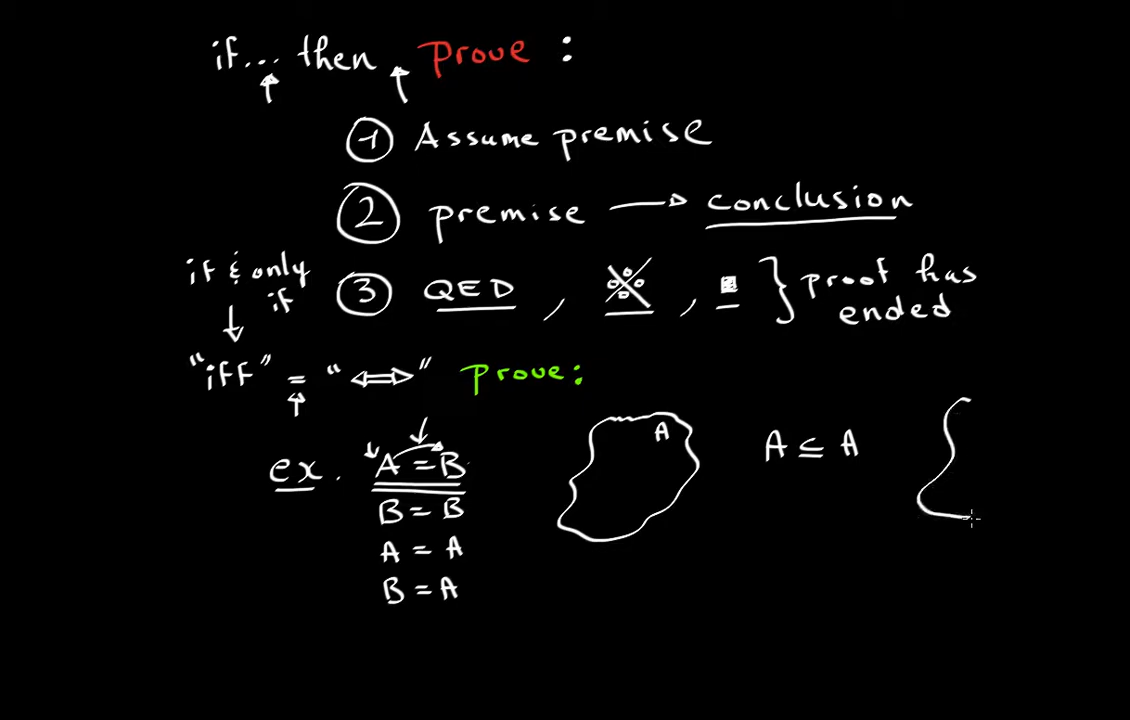 if... then prove :
1 Assume premise
2 premise → conclusion
3 QED , ※ , ■ } proof has ended
if & only if
"iff" = "⟺" prove:
ex. A = B
B = B
A = A
B = A
A
A ⊆ A